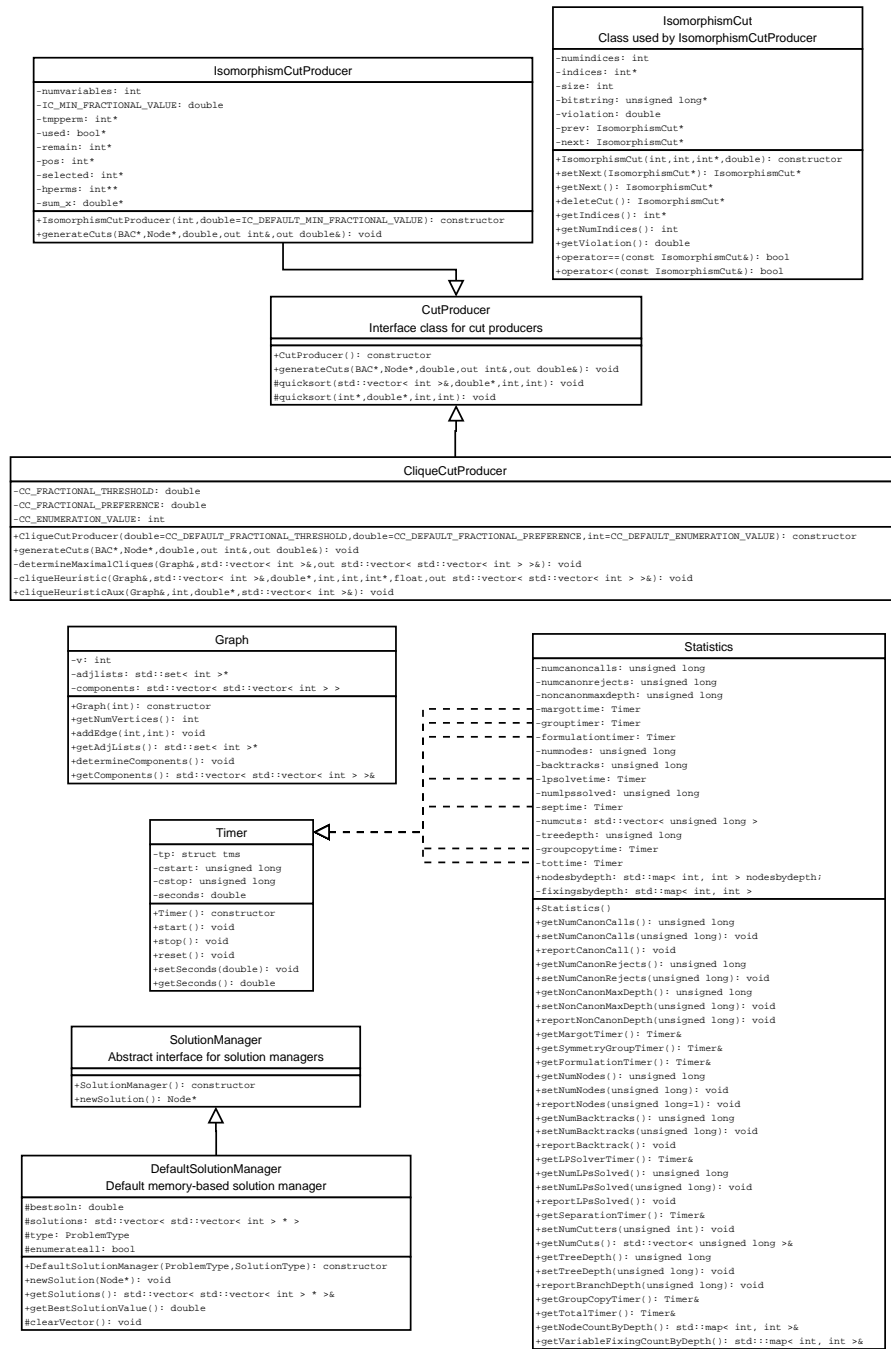 IsomorphismCutProducer
-numvariables: int
-IC_MIN_FRACTIONAL_VALUE: double
-tmpperm: int*
-used: bool*
-remain: int*
-pos: int*
-selected: int*
-hperms: int**
-sum_x: double*
+IsomorphismCutProducer(int,double=IC_DEFAULT_MIN_FRACTIONAL_VALUE): constructor
+generateCuts(BAC*,Node*,double,out int&,out double&): void
IsomorphismCut
Class used by IsomorphismCutProducer
-numindices: int
-indices: int*
-size: int
-bitstring: unsigned long*
-violation: double
-prev: IsomorphismCut*
-next: IsomorphismCut*
+IsomorphismCut(int,int,int*,double): constructor
+setNext(IsomorphismCut*): IsomorphismCut*
+getNext(): IsomorphismCut*
+deleteCut(): IsomorphismCut*
+getIndices(): int*
+getNumIndices(): int
+getViolation(): double
+operator==(const IsomorphismCut&): bool
+operator<(const IsomorphismCut&): bool
CutProducer
Interface class for cut producers
+CutProducer(): constructor
+generateCuts(BAC*,Node*,double,out int&,out double&): void
#quicksort(std::vector< int >&,double*,int,int): void
#quicksort(int*,double*,int,int): void
CliqueCutProducer
-CC_FRACTIONAL_THRESHOLD: double
-CC_FRACTIONAL_PREFERENCE: double
-CC_ENUMERATION_VALUE: int
+CliqueCutProducer(double=CC_DEFAULT_FRACTIONAL_THRESHOLD,double=CC_DEFAULT_FRACTIONAL_PREFERENCE,int=CC_DEFAULT_ENUMERATION_VALUE): constructor
+generateCuts(BAC*,Node*,double,out int&,out double&): void
-determineMaximalCliques(Graph&,std::vector< int >&,out std::vector< std::vector< int > >&): void
-cliqueHeuristic(Graph&,std::vector< int >&,double*,int,int,int*,float,out std::vector< std::vector< int > >&): void
+cliqueHeuristicAux(Graph&,int,double*,std::vector< int >&): void
Graph
-v: int
-adjlists: std::set< int >*
-components: std::vector< std::vector< int > >
+Graph(int): constructor
+getNumVertices(): int
+addEdge(int,int): void
+getAdjLists(): std::set< int >*
+determineComponents(): void
+getComponents(): std::vector< std::vector< int > >&
Timer
-tp: struct tms
-cstart: unsigned long
-cstop: unsigned long
-seconds: double
+Timer(): constructor
+start(): void
+stop(): void
+reset(): void
+setSeconds(double): void
+getSeconds(): double
SolutionManager
Abstract interface for solution managers
+SolutionManager(): constructor
+newSolution(): Node*
DefaultSolutionManager
Default memory-based solution manager
#bestsoln: double
#solutions: std::vector< std::vector< int > * >
#type: ProblemType
#enumerateall: bool
+DefaultSolutionManager(ProblemType,SolutionType): constructor
+newSolution(Node*): void
+getSolutions(): std::vector< std::vector< int > * >&
+getBestSolutionValue(): double
#clearVector(): void
Statistics
-numcanoncalls: unsigned long
-numcanonrejects: unsigned long
-noncanonmaxdepth: unsigned long
-margottime: Timer
-grouptimer: Timer
-formulationtimer: Timer
-numnodes: unsigned long
-backtracks: unsigned long
-lpsolvetime: Timer
-numlpssolved: unsigned long
-septime: Timer
-numcuts: std::vector< unsigned long >
-treedepth: unsigned long
-groupcopytime: Timer
-tottime: Timer
+nodesbydepth: std::map< int, int > nodesbydepth;
-fixingsbydepth: std::map< int, int >
+Statistics()
+getNumCanonCalls(): unsigned long
+setNumCanonCalls(unsigned long): void
+reportCanonCall(): void
+getNumCanonRejects(): unsigned long
+setNumCanonRejects(unsigned long): void
+getNonCanonMaxDepth(): unsigned long
+setNonCanonMaxDepth(unsigned long): void
+reportNonCanonDepth(unsigned long): void
+getMargotTimer(): Timer&
+getSymmetryGroupTimer(): Timer&
+getFormulationTimer(): Timer&
+getNumNodes(): unsigned long
+setNumNodes(unsigned long): void
+reportNodes(unsigned long=1): void
+getNumBacktracks(): unsigned long
+setNumBacktracks(unsigned long): void
+reportBacktrack(): void
+getLPSolverTimer(): Timer&
+getNumLPsSolved(): unsigned long
+setNumLPsSolved(unsigned long): void
+reportLPsSolved(): void
+getSeparationTimer(): Timer&
+setNumCutters(unsigned int): void
+getNumCuts(): std::vector< unsigned long >&
+getTreeDepth(): unsigned long
+setTreeDepth(unsigned long): void
+reportBranchDepth(unsigned long): void
+getGroupCopyTimer(): Timer&
+getTotalTimer(): Timer&
+getNodeCountByDepth(): std::map< int, int >&
+getVariableFixingCountByDepth(): std:::map< int, int >&